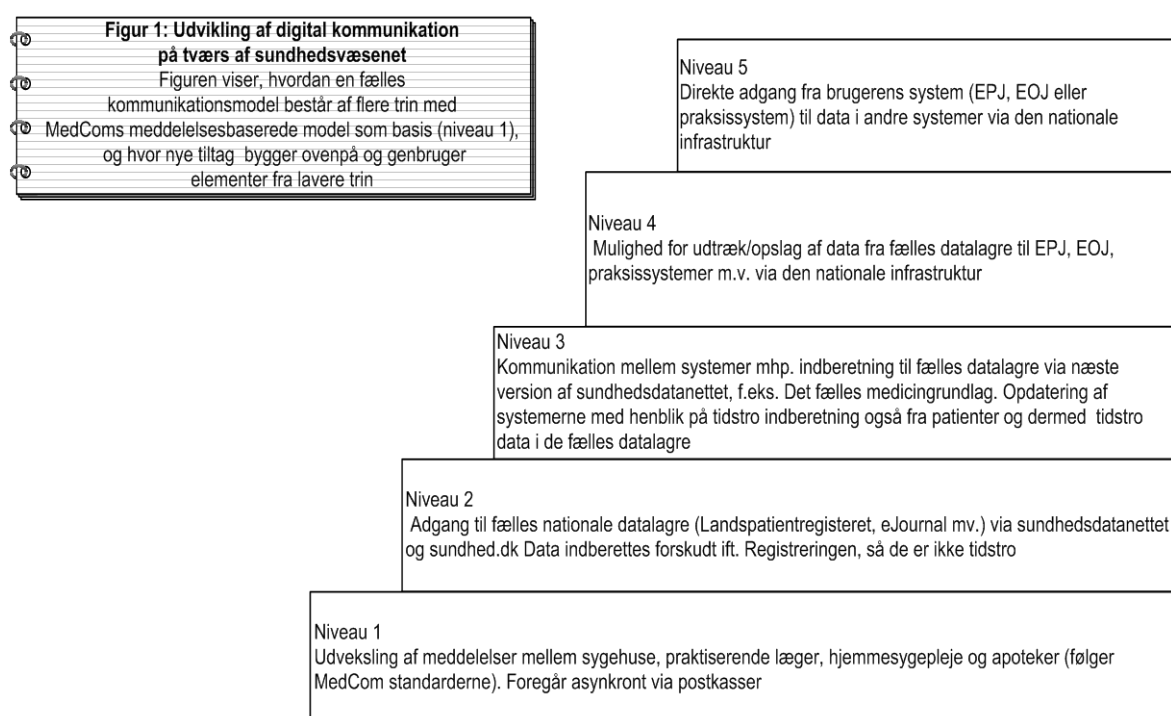 Figur 1: Udvikling af digital kommunikation
på tværs af sundhedsvæsenet
Figuren viser, hvordan en fælles
kommunikationsmodel består af flere trin med
MedComs meddelelsesbaserede model som basis (niveau 1),
og hvor nye tiltag bygger ovenpå og genbruger
elementer fra lavere trin
Niveau 5
Direkte adgang fra brugerens system (EPJ, EOJ eller
praksissystem) til data i andre systemer via den nationale
infrastruktur
Niveau 4
Mulighed for udtræk/opslag af data fra fælles datalagre til EPJ, EOJ,
praksissystemer m.v. via den nationale infrastruktur
Niveau 3
Kommunikation mellem systemer mhp. indberetning til fælles datalagre via næste
version af sundhedsdatanettet, f.eks. Det fælles medicingrundlag. Opdatering af
systemerne med henblik på tidstro indberetning også fra patienter og dermed tidstro
data i de fælles datalagre
Niveau 2
Adgang til fælles nationale datalagre (Landspatientregisteret, eJournal mv.) via sundhedsdatanettet
og sundhed.dk Data indberettes forskudt ift. Registreringen, så de er ikke tidstro
Niveau 1
Udveksling af meddelelser mellem sygehuse, praktiserende læger, hjemmesygepleje og apoteker (følger
MedCom standarderne). Foregår asynkront via postkasser